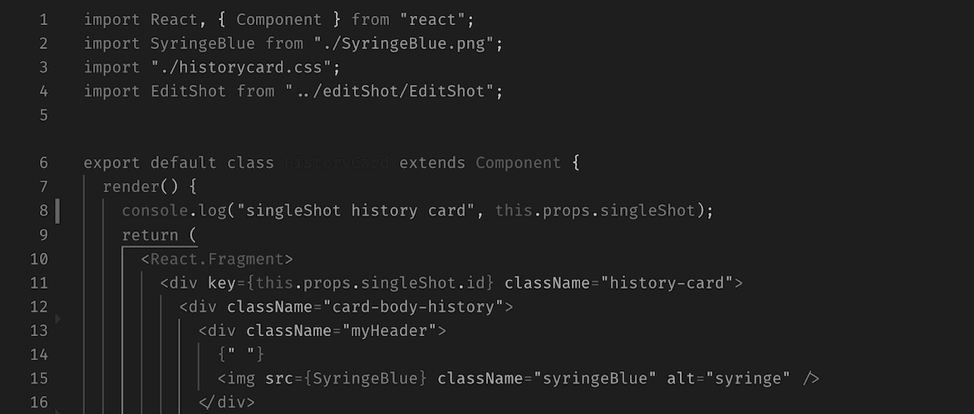 1 import React, { Component } from "react";
2 import SyringeBlue from "./SyringeBlue.png";
3 import "./historycard.css";
4 import EditShot from "../editShot/EditShot";
5
6 export default class extends Component {
7 render() {
8 console.log("singleShot history card", this.props.singleShot);
9 return (
10 <React.Fragment>
11 <div key={this.props.singleShot.id} className="history-card">
12 <div className="card-body-history">
13 <div className="myHeader">
14 {" "}
15 <img src={SyringeBlue} className="syringeBlue" alt="syringe" />
16 </div>